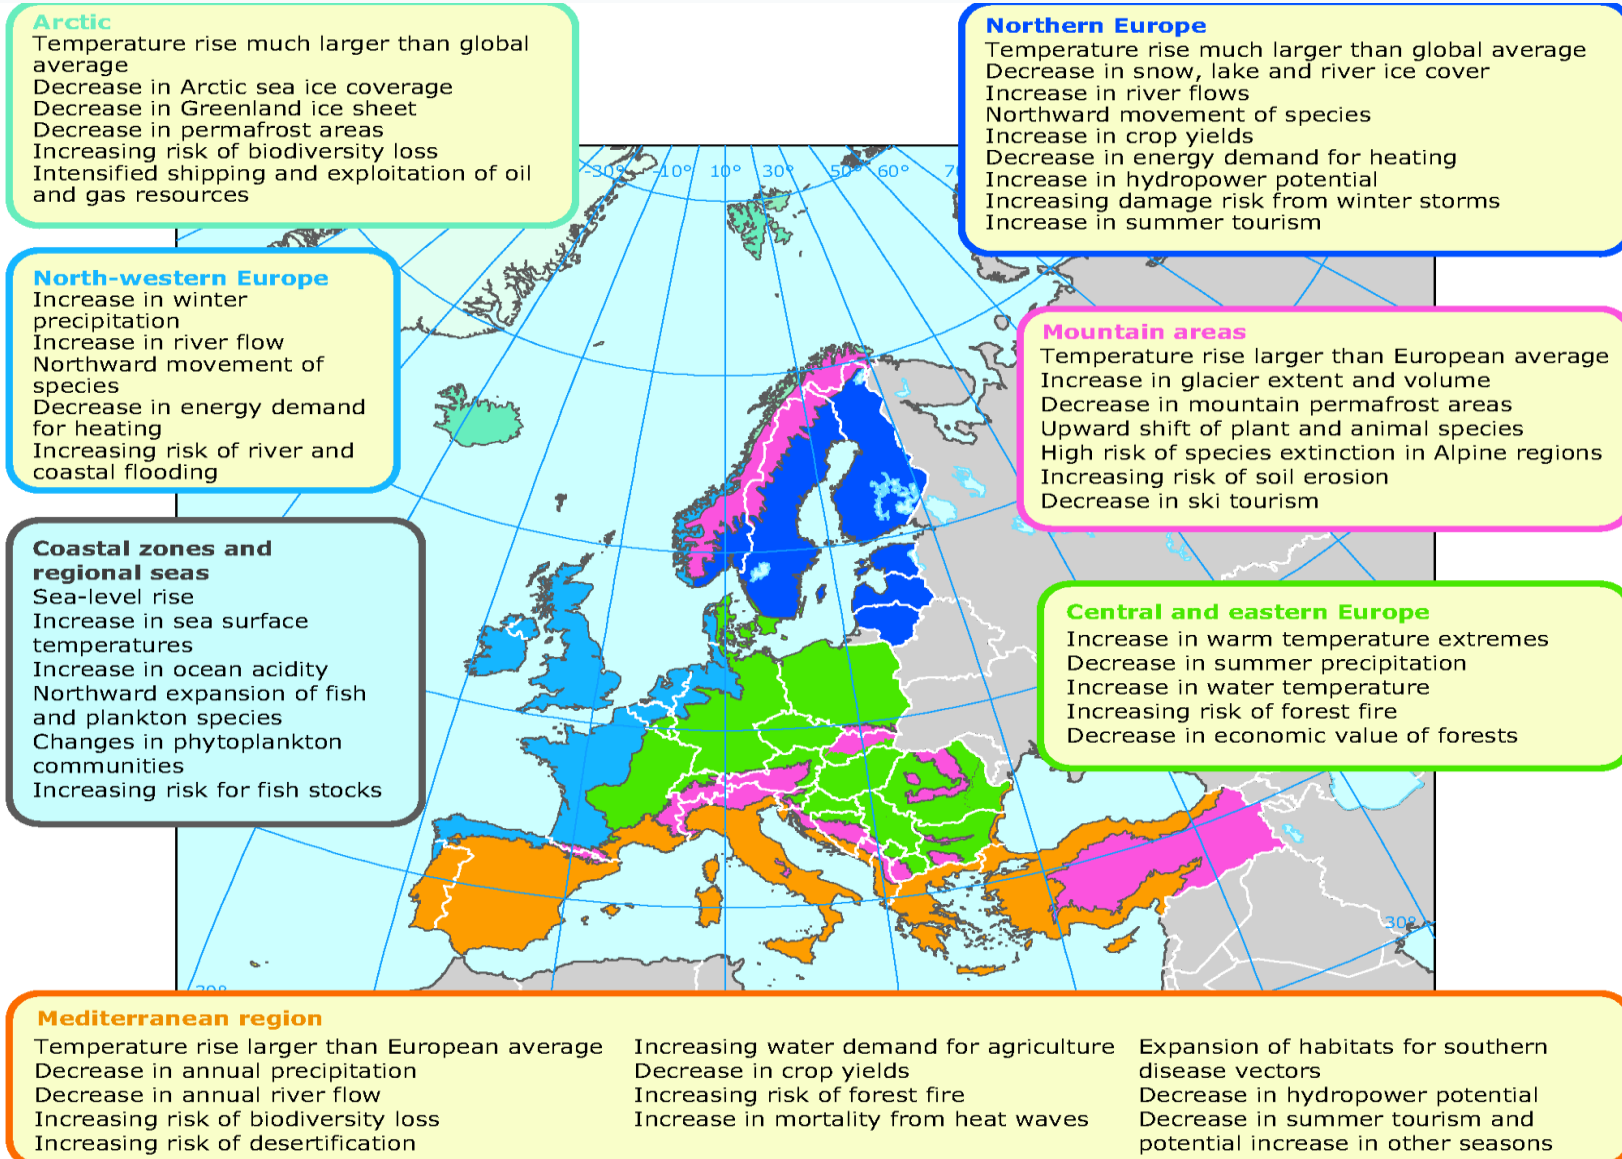 Arctic
Temperature rise much larger than global
average
Decrease in Arctic sea ice coverage
Decrease in Greenland ice sheet
Decrease in permafrost areas
Increasing risk of biodiversity loss
Intensified shipping and exploitation of oil
and gas resources
Northern Europe
Temperature rise much larger than global average
Decrease in snow, lake and river ice cover
Increase in river flows
Northward movement of species
Increase in crop yields
Decrease in energy demand for heating
Increase in hydropower potential
Increasing damage risk from winter storms
Increase in summer tourism
-30° -10° 10° 30° 50° 60° 70
North-western Europe
Increase in winter
precipitation
Increase in river flow
Northward movement of
species
Decrease in energy demand
for heating
Increasing risk of river and
coastal flooding
Mountain areas
Temperature rise larger than European average
Increase in glacier extent and volume
Decrease in mountain permafrost areas
Upward shift of plant and animal species
High risk of species extinction in Alpine regions
Increasing risk of soil erosion
Decrease in ski tourism
Coastal zones and
regional seas
Sea-level rise
Increase in sea surface
temperatures
Increase in ocean acidity
Northward expansion of fish
and plankton species
Changes in phytoplankton
communities
Increasing risk for fish stocks
Central and eastern Europe
Increase in warm temperature extremes
Decrease in summer precipitation
Increase in water temperature
Increasing risk of forest fire
Decrease in economic value of forests
30°
Mediterranean region
Temperature rise larger than European average
Decrease in annual precipitation
Decrease in annual river flow
Increasing risk of biodiversity loss
Increasing risk of desertification
Increasing water demand for agriculture
Decrease in crop yields
Increasing risk of forest fire
Increase in mortality from heat waves
Expansion of habitats for southern
disease vectors
Decrease in hydropower potential
Decrease in summer tourism and
potential increase in other seasons